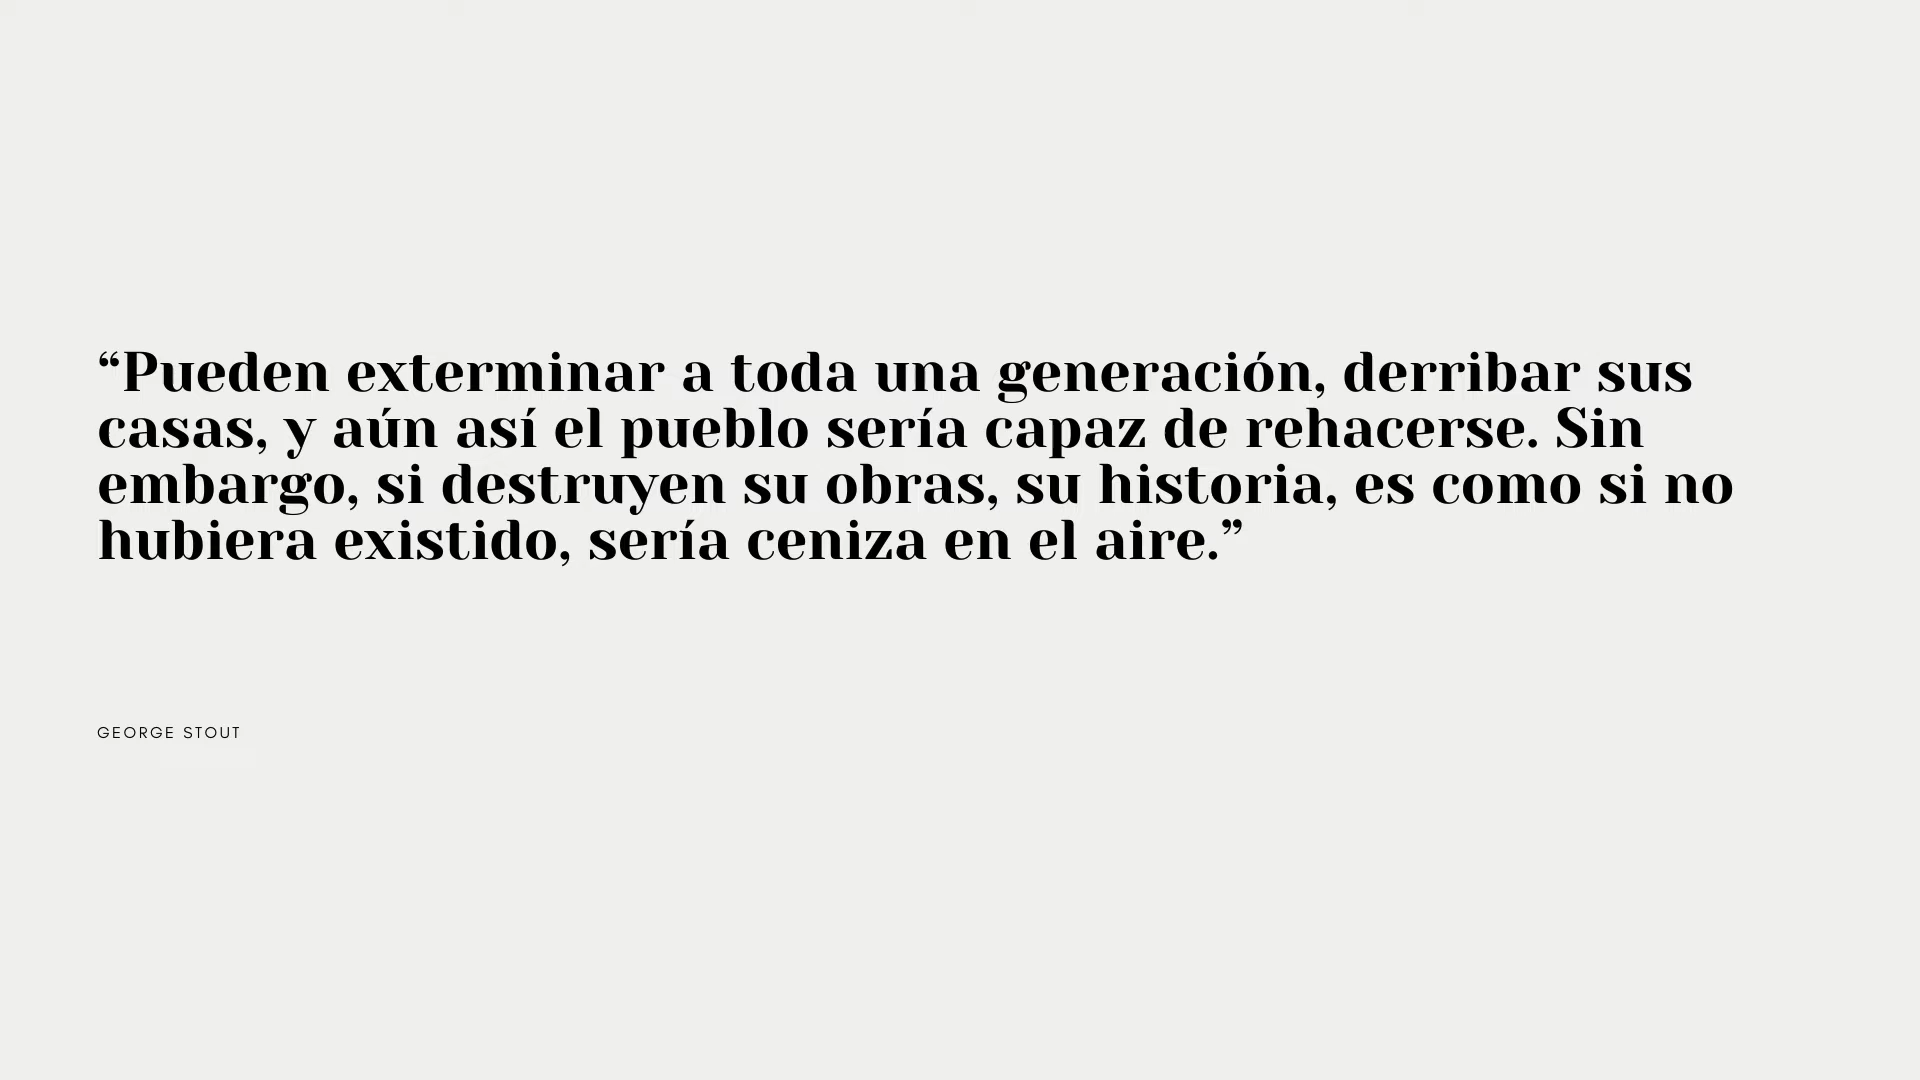 “Pueden exterminar a toda una generación, derribar sus
casas, y aún así el pueblo sería capaz de rehacerse. Sin
embargo, si destruyen su obras, su historia, es como si no
hubiera existido, sería ceniza en el aire.”
GEORGE STOUT